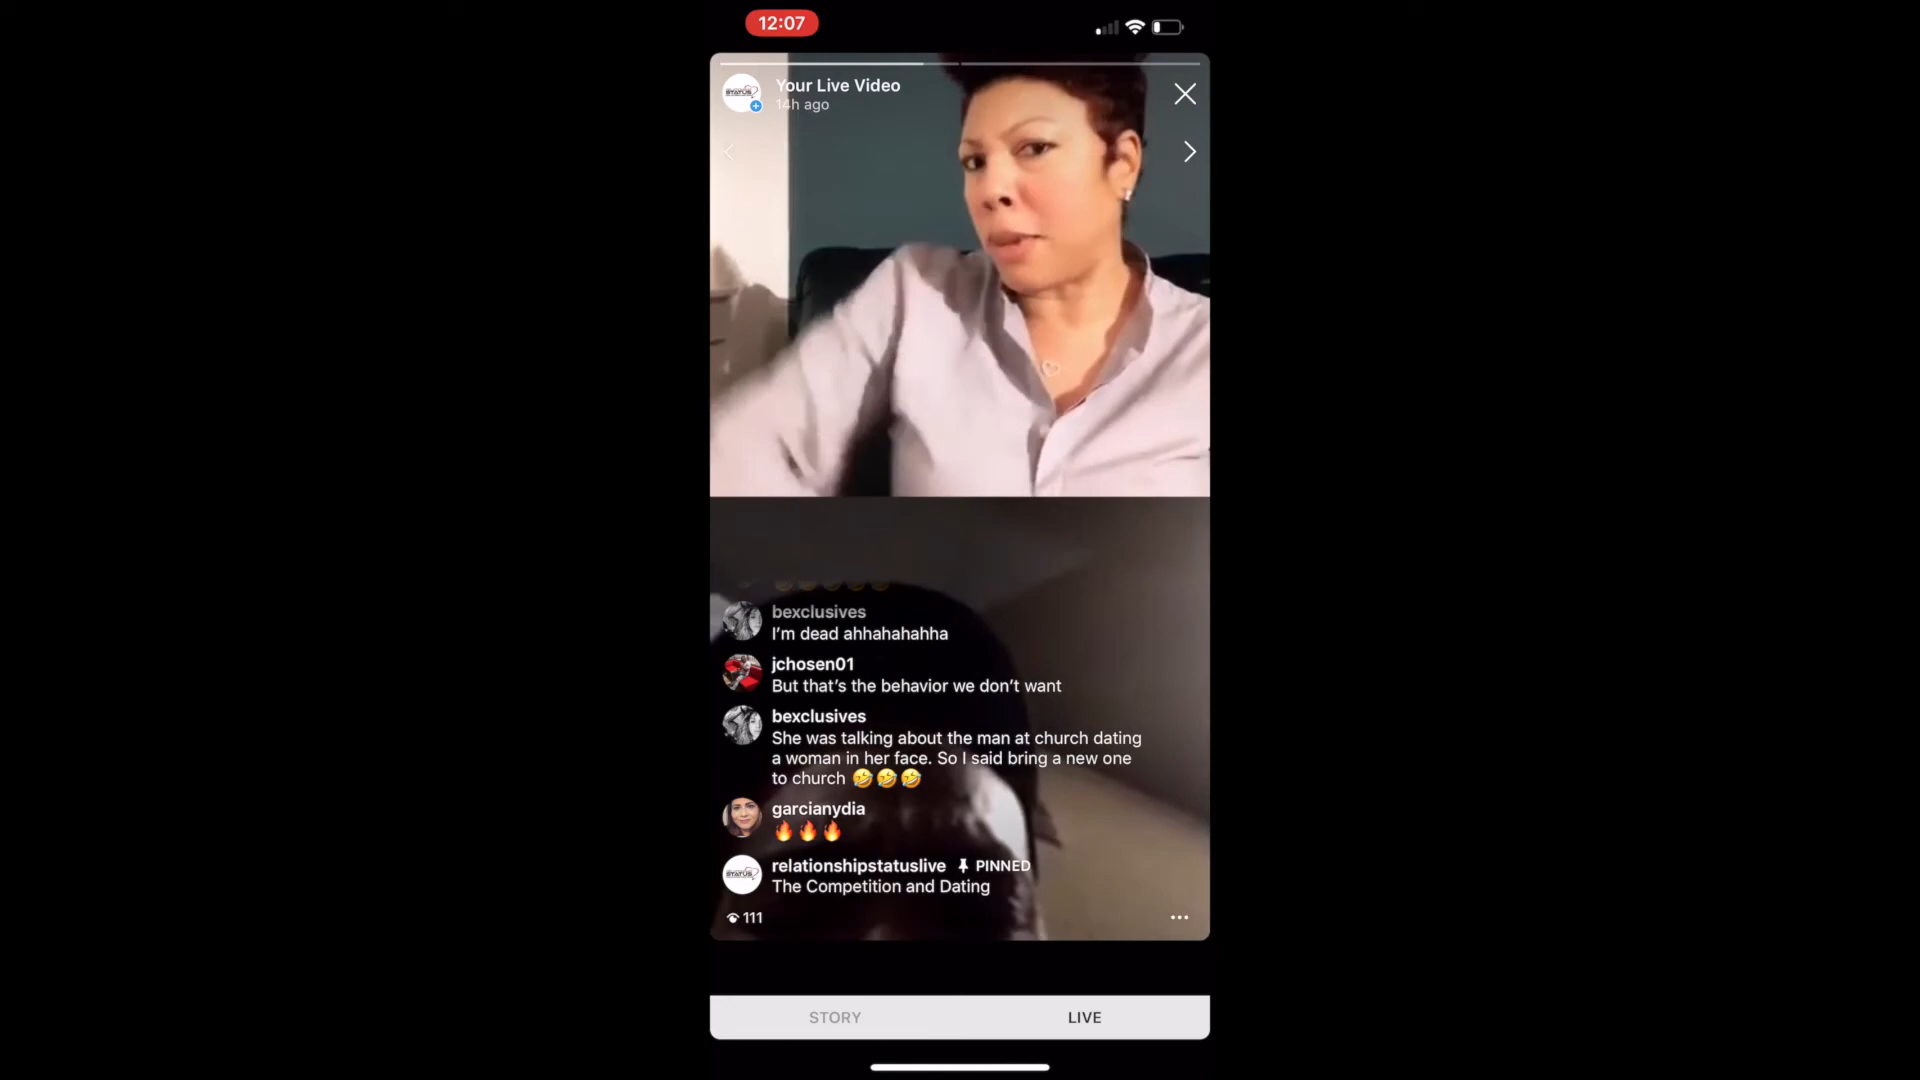 12:07
STATUS
Your Live Video
14h ago
bexclusives
I'm dead ahhahahahha
jchosen01
But that's the behavior we don't want
bexclusives
She was talking about the man at church dating
a woman in her face. So I said bring a new one
to church 🤣🤣🤣
garcianydia
🔥🔥🔥
relationshipstatuslive PINNED
STATUS
The Competition and Dating
111
STORY
LIVE